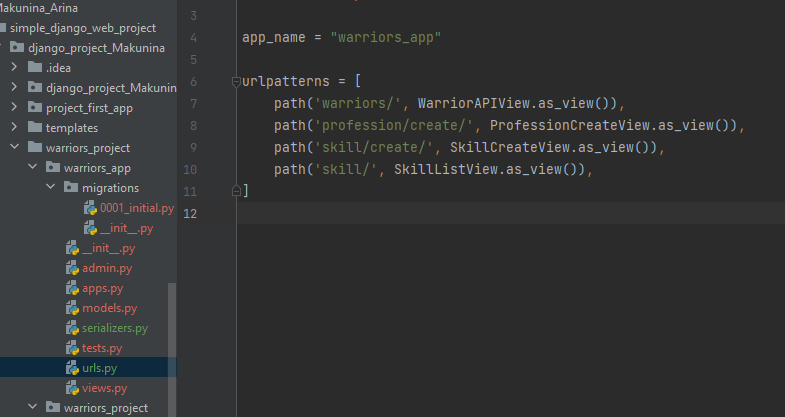 Makunina_Arina
simple_django_web_project
django_project_Makunina
.idea
django_project_Makunin
project_first_app
templates
warriors_project
warriors_app
migrations
0001_initial.py
__init__.py
__init__.py
admin.py
apps.py
models.py
serializers.py
tests.py
urls.py
views.py
warriors_project
3
4 app_name = "warriors_app"
5
6 urlpatterns = [
7 path('warriors/', WarriorAPIView.as_view()),
8 path('profession/create/', ProfessionCreateView.as_view()),
9 path('skill/create/', SkillCreateView.as_view()),
10 path('skill/', SkillListView.as_view()),
11 ]
12